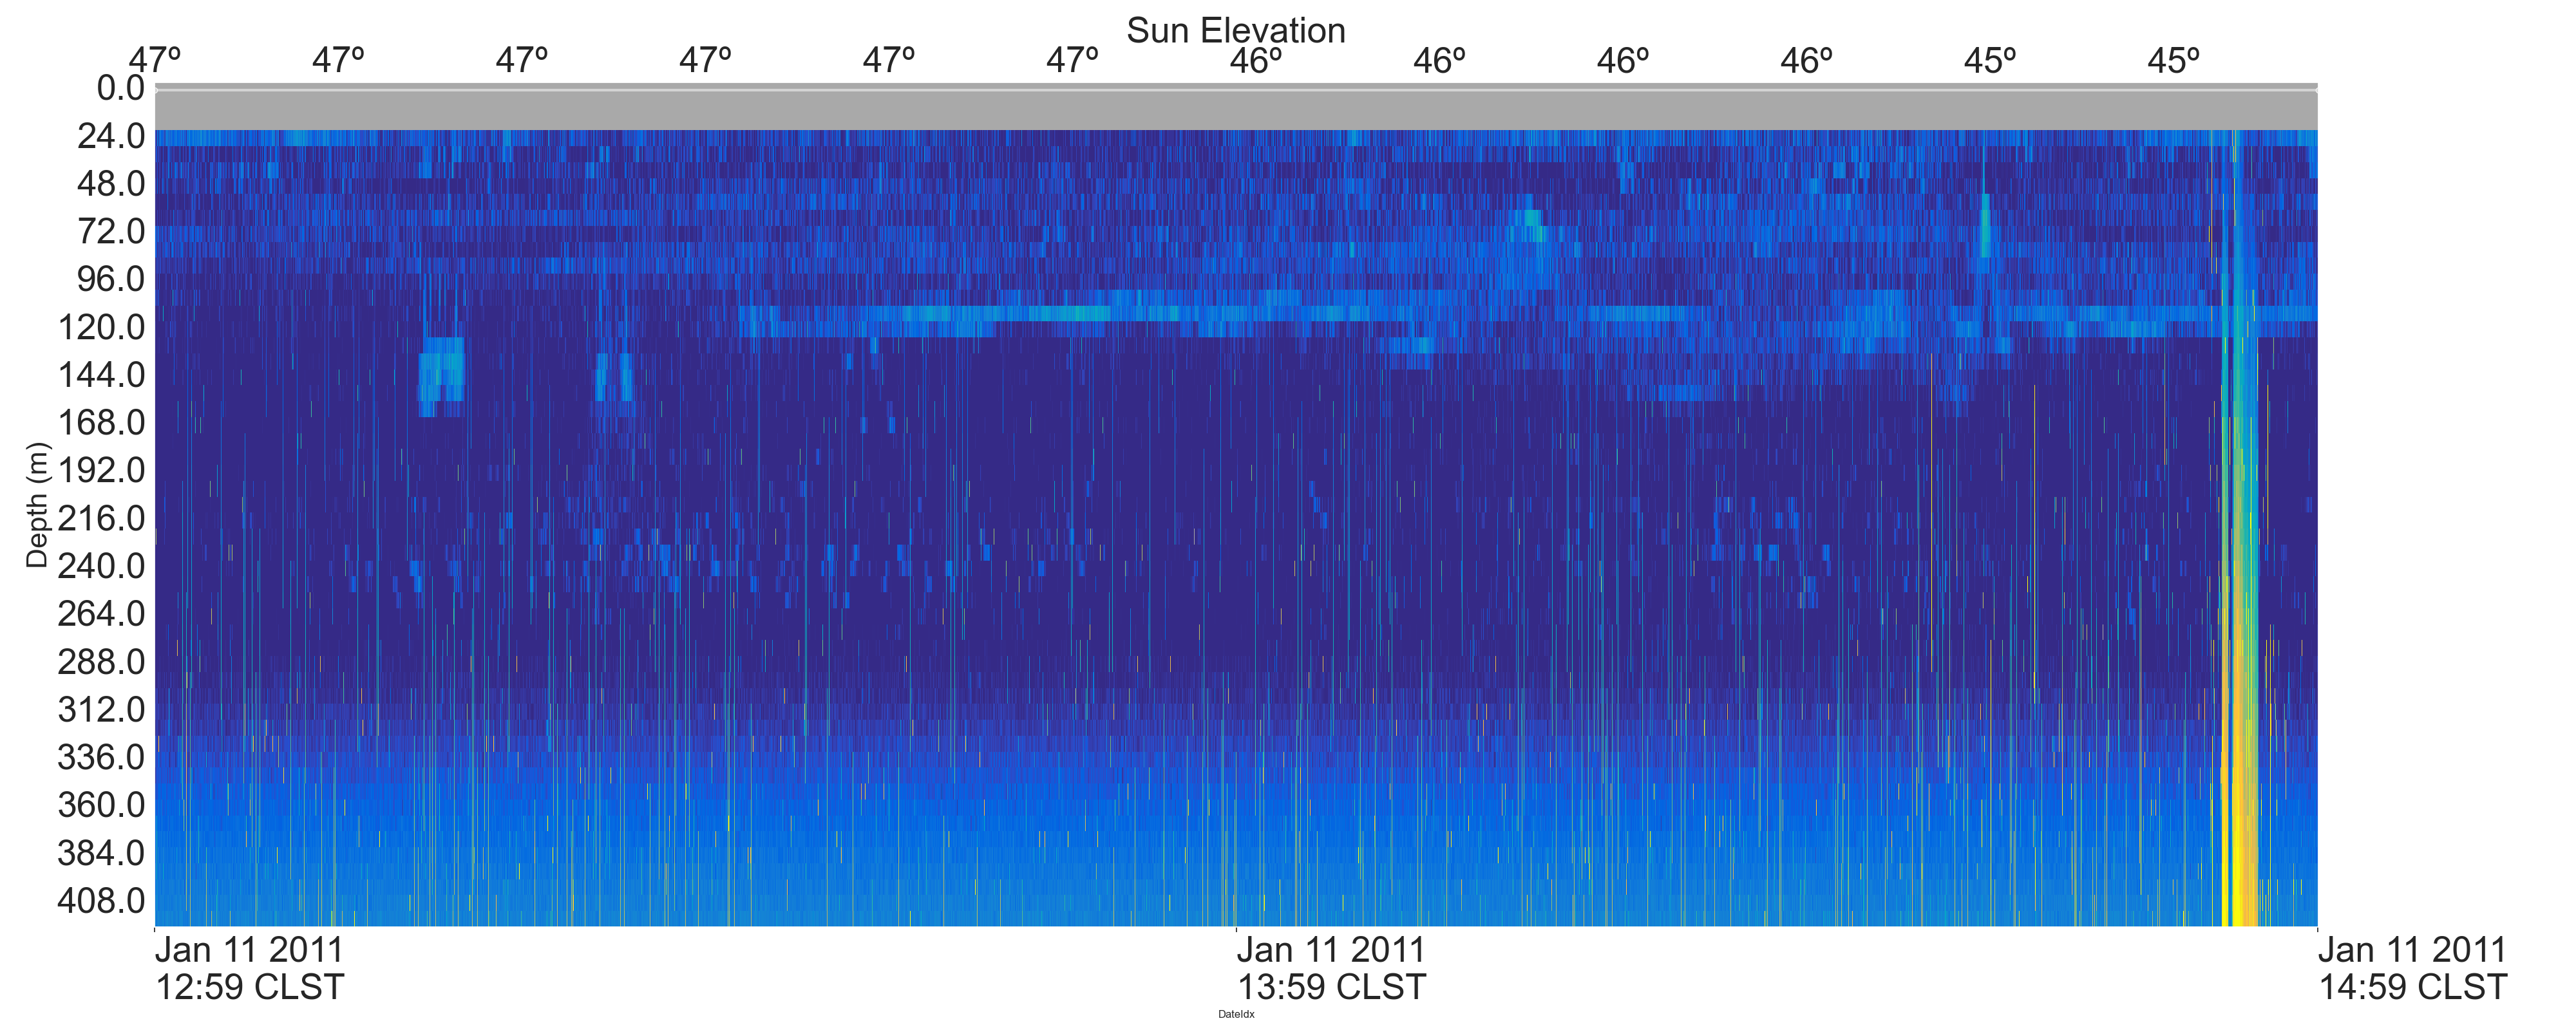 Sun Elevation
47º 47º 47º 47º 47º 47º 46º 46º 46º 46º 45º 45º
0.0
24.0
48.0
72.0
96.0
120.0
144.0
168.0
192.0
216.0
240.0
264.0
288.0
312.0
336.0
360.0
384.0
408.0
Depth (m)
Jan 11 2011
12:59 CLST
Jan 11 2011
13:59 CLST
Jan 11 2011
14:59 CLST
DateIdx